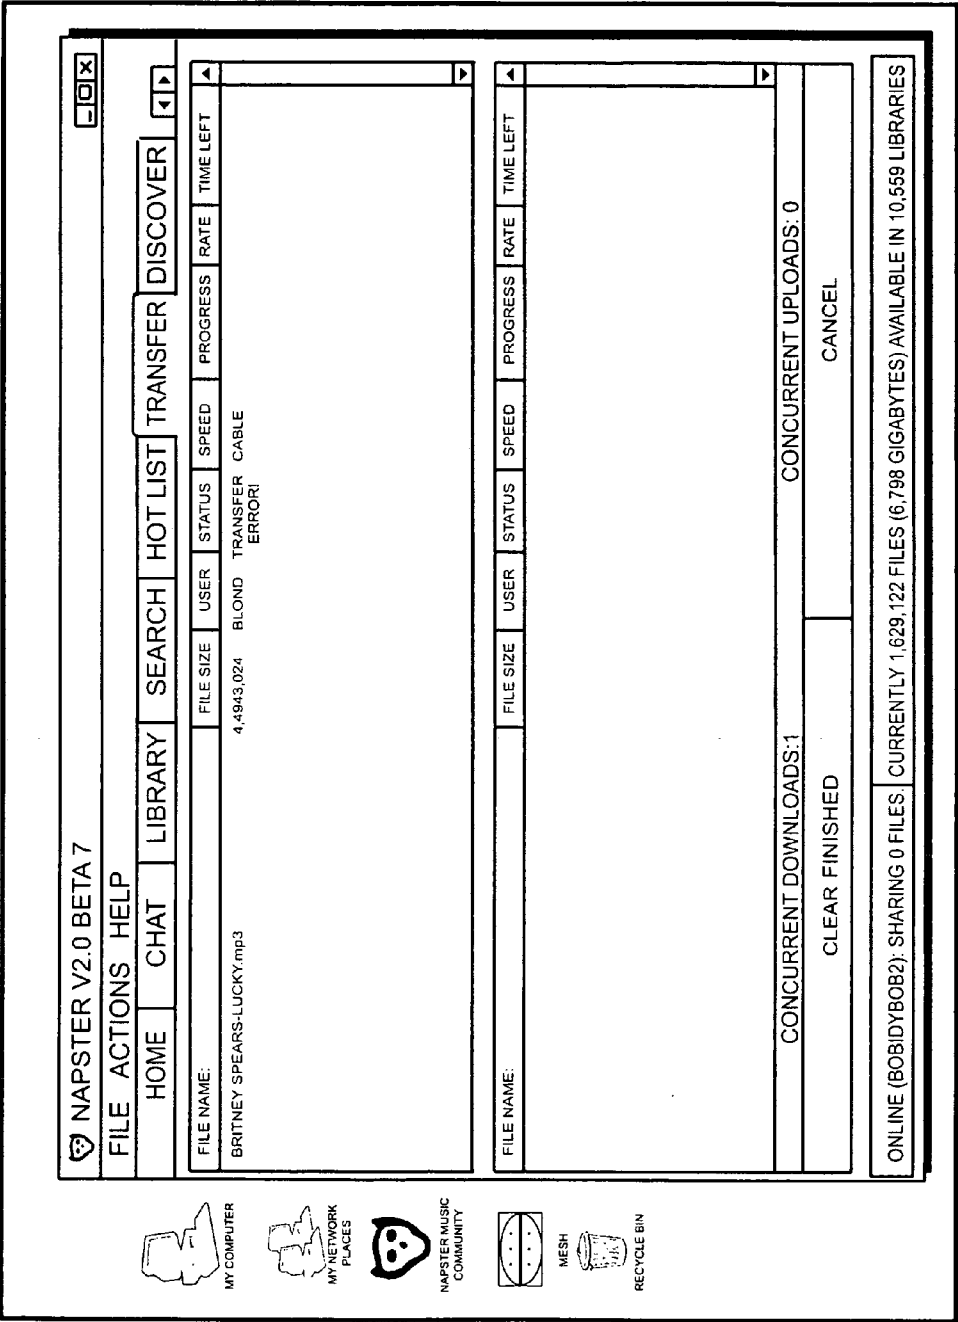 NAPSTER V2.0 BETA 7
FILE ACTIONS HELP
HOME CHAT LIBRARY SEARCH HOT LIST TRANSFER DISCOVER
FILE NAME: FILE SIZE USER STATUS SPEED PROGRESS RATE TIME LEFT
BRITNEY SPEARS-LUCKY.mp3 4,4943,024 BLOND TRANSFER CABLE
ERROR!
FILE NAME: FILE SIZE USER STATUS SPEED PROGRESS RATE TIME LEFT
CONCURRENT DOWNLOADS:1 CONCURRENT UPLOADS: 0
CLEAR FINISHED CANCEL
ONLINE (BOBIDYBOB2): SHARING 0 FILES. CURRENTLY 1,629,122 FILES (6,798 GIGABYTES) AVAILABLE IN 10,559 LIBRARIES
MY COMPUTER
MY NETWORK
PLACES
NAPSTER MUSIC
COMMUNITY
MESH
RECYCLE BIN